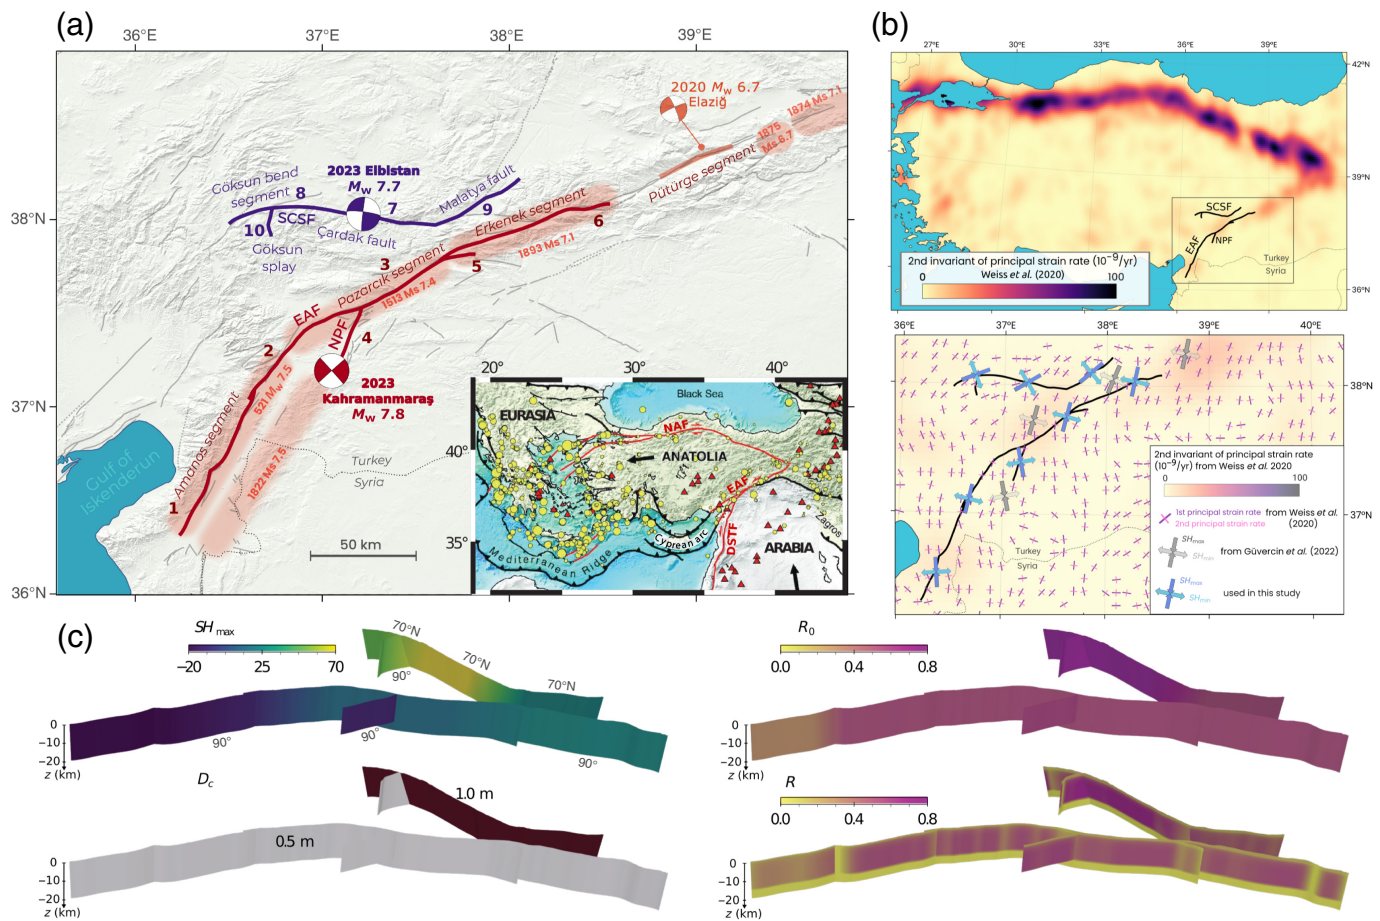 (a)
36°E
37°E
38°E
39°E
38°N
37°N
36°N
2020 Mw 6.7
Elaziğ
1874 Ms 7.1
1875
Ms 6.7
Pütürge segment
2023 Elbistan
Mw 7.7
Göksun bend
segment
8
7
Malatya fault
9
SCSF
10
Çardak fault
Göksun
splay
Erkenek segment
6
1893 Ms 7.1
5
3
Pazarcık segment
1513 Ms 7.4
EAF
NPF
4
2
2023
Kahramanmaraş
Mw 7.8
521 Mw 7.5
Amanos segment
1822 Ms 7.5
1
Gulf of
Iskenderun
Turkey
Syria
50 km
20°
30°
40°
40°
35°
Black Sea
EURASIA
NAF
ANATOLIA
EAF
DSTF
Cyprean arc
Zagros
ARABIA
Mediterranean Ridge
(b)
27°E
30°E
33°E
36°E
39°E
42°N
39°N
36°N
SCSF
NPF
EAF
Turkey
Syria
2nd invariant of principal strain rate (10⁻⁹/yr)
Weiss et al. (2020)
0
100
36°E
37°E
38°E
39°E
40°E
38°N
37°N
Turkey
Syria
2nd invariant of principal strain rate
(10⁻⁹/yr) from Weiss et al. 2020
0
100
1st principal strain rate
2nd principal strain rate
from Weiss et al.
(2020)
SHmax
SHmin
from Güvercin et al. (2022)
SHmax
SHmin
used in this study
(c)
SHmax
−20
25
70
70°N
70°N
90°
70°N
0
−10
−20
z (km)
90°
90°
90°
R0
0.0
0.4
0.8
0
−10
−20
z (km)
Dc
1.0 m
0.5 m
0
−10
−20
z (km)
R
0.0
0.4
0.8
0
−10
−20
z (km)